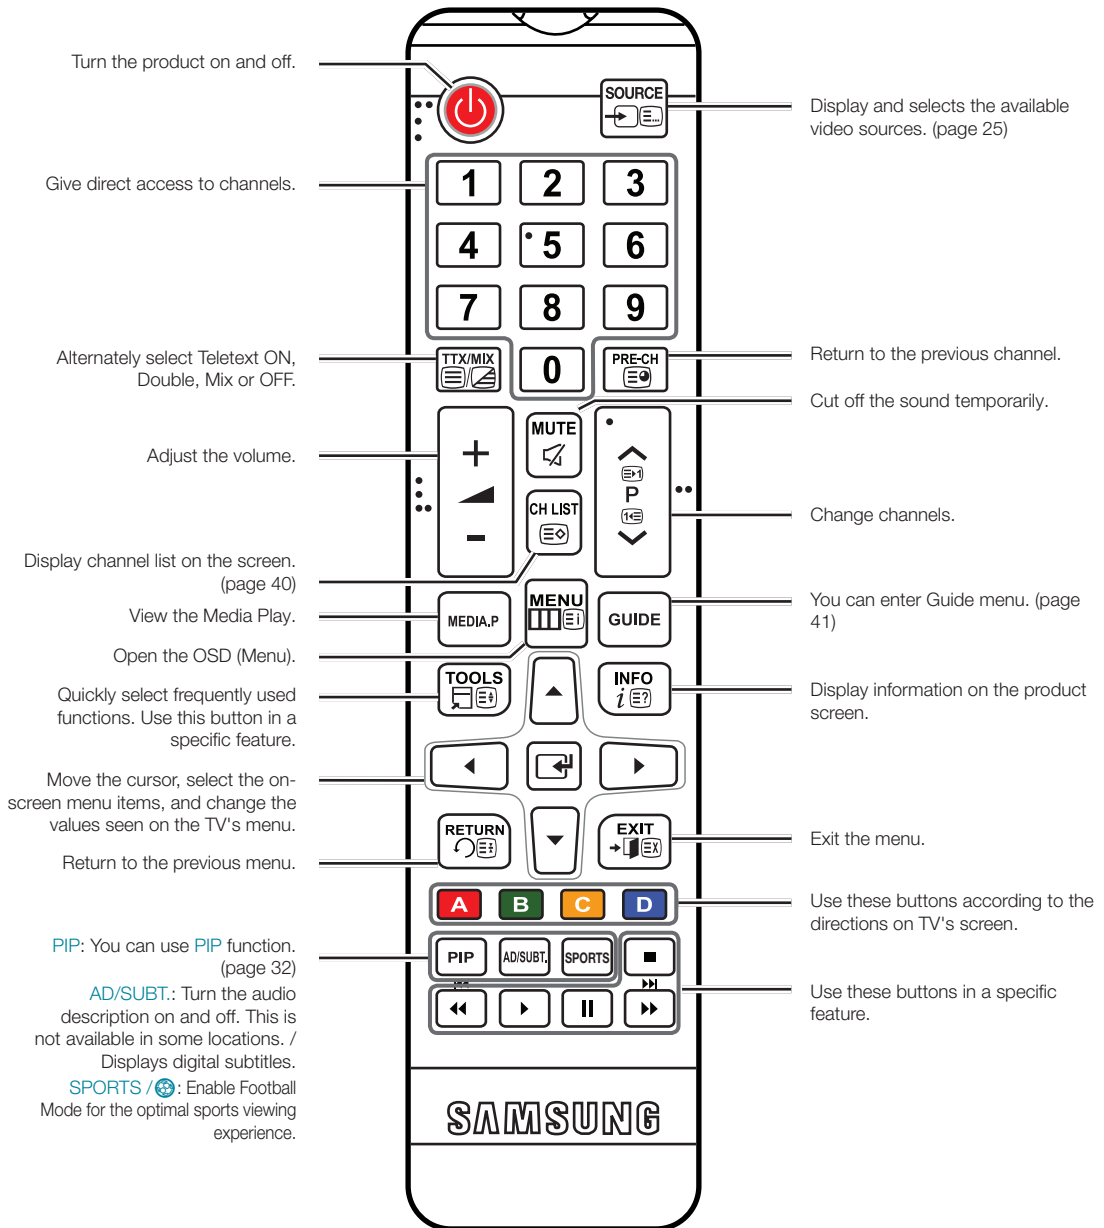 Turn the product on and off.
SOURCE
Display and selects the available
video sources. (page 25)
Give direct access to channels.
1 2 3
4 5 6
7 8 9
0
Alternately select Teletext ON,
Double, Mix or OFF.
TTX/MIX
PRE-CH
Return to the previous channel.
Cut off the sound temporarily.
MUTE
Adjust the volume.
P
CH LIST
Change channels.
Display channel list on the screen.
(page 40)
View the Media Play.
MEDIA.P
MENU
GUIDE
You can enter Guide menu. (page
41)
Open the OSD (Menu).
TOOLS
INFO
Quickly select frequently used
functions. Use this button in a
specific feature.
Display information on the product
screen.
Move the cursor, select the on-
screen menu items, and change the
values seen on the TV's menu.
RETURN
EXIT
Exit the menu.
Return to the previous menu.
A B C D
Use these buttons according to the
directions on TV's screen.
PIP: You can use PIP function.
(page 32)
PIP AD/SUBT. SPORTS
AD/SUBT.: Turn the audio
description on and off. This is
not available in some locations. /
Displays digital subtitles.
Use these buttons in a specific
feature.
SPORTS / : Enable Football
Mode for the optimal sports viewing
experience.
SAMSUNG